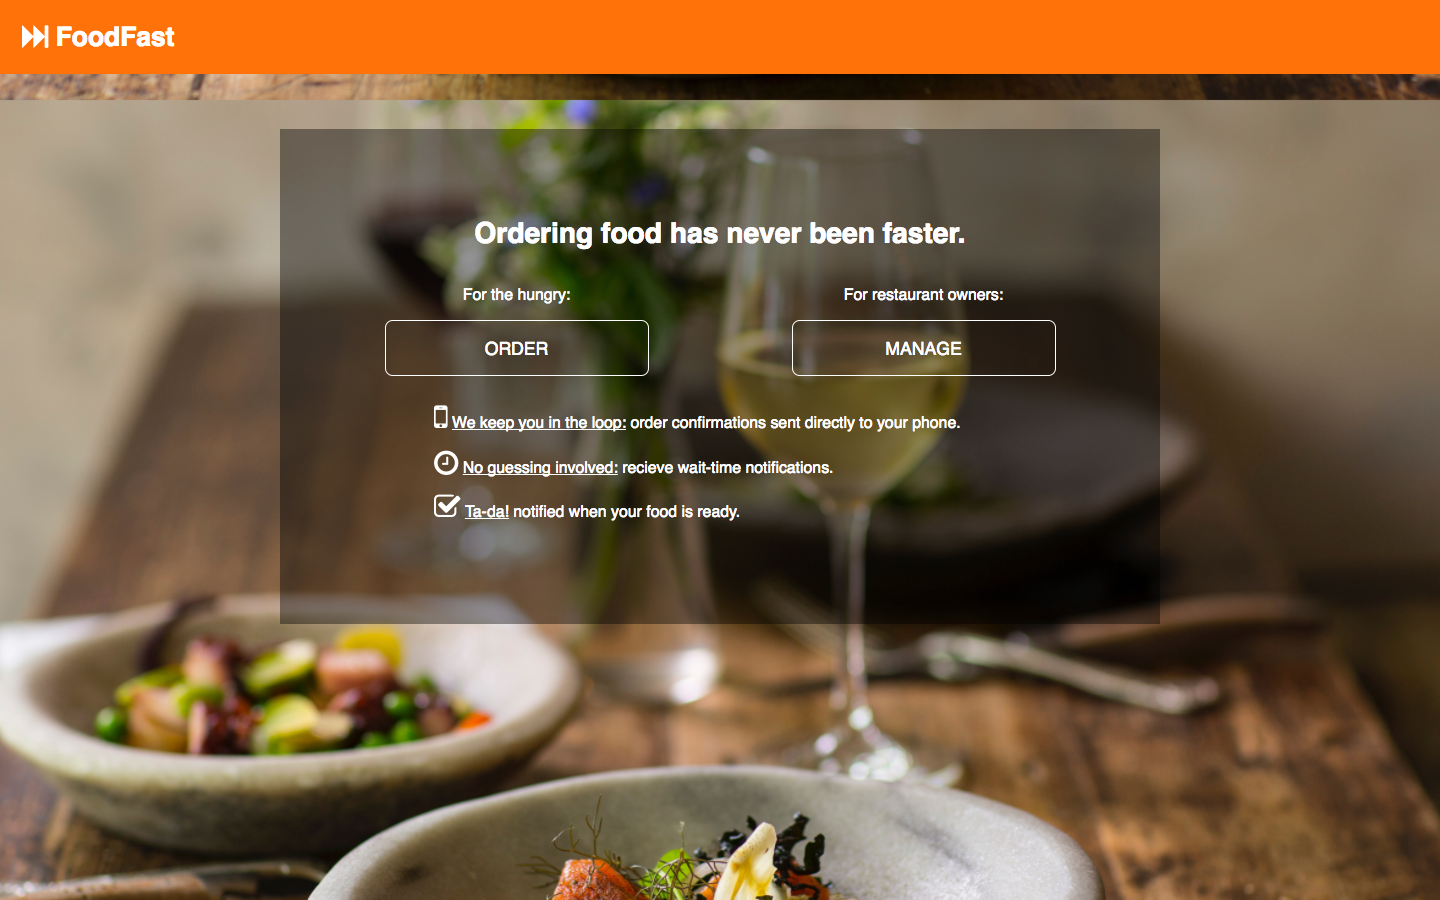 FoodFast
Ordering food has never been faster.
For the hungry:
For restaurant owners:
ORDER
MANAGE
We keep you in the loop: order confirmations sent directly to your phone.
No guessing involved: recieve wait-time notifications.
Ta-da! notified when your food is ready.